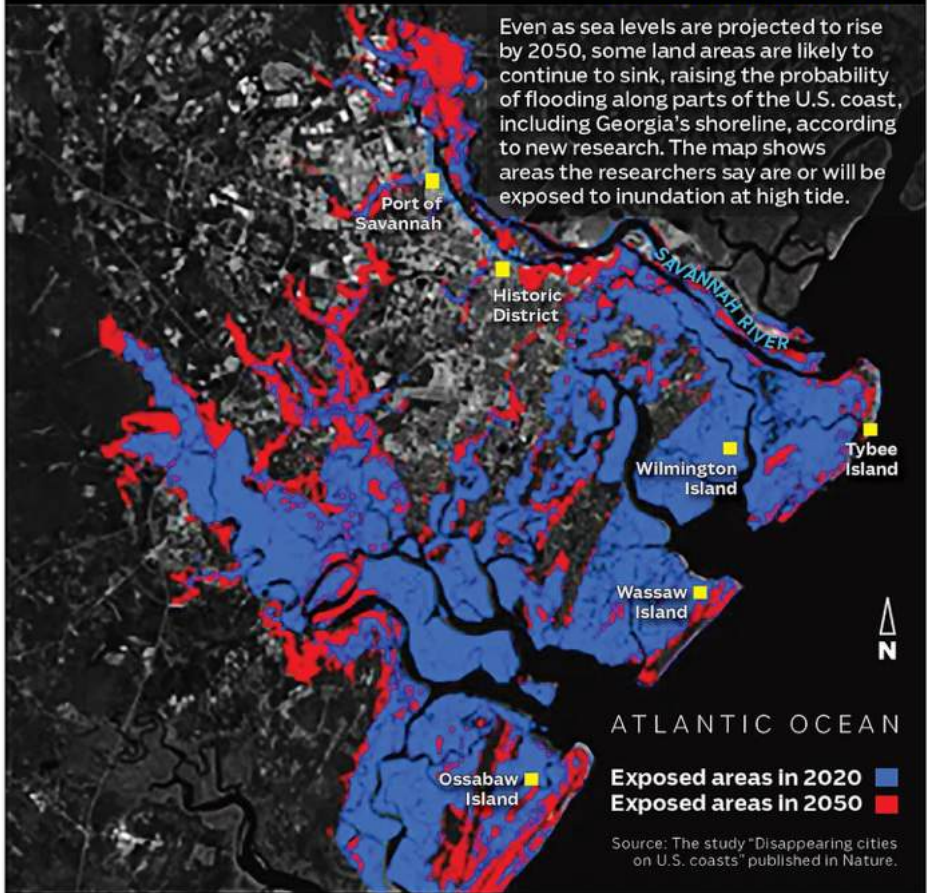 Even as sea levels are projected to rise
by 2050, some land areas are likely to
continue to sink, raising the probability
of flooding along parts of the U.S. coast,
including Georgia's shoreline, according
to new research. The map shows
areas the researchers say are or will be
exposed to inundation at high tide.
Port of
Savannah
Historic
District
SAVANNAH RIVER
Tybee
Island
Wilmington
Island
Wassaw
Island
N
Ossabaw
Island
ATLANTIC OCEAN
Exposed areas in 2020
Exposed areas in 2050
Source: The study "Disappearing cities
on U.S. coasts" published in Nature.